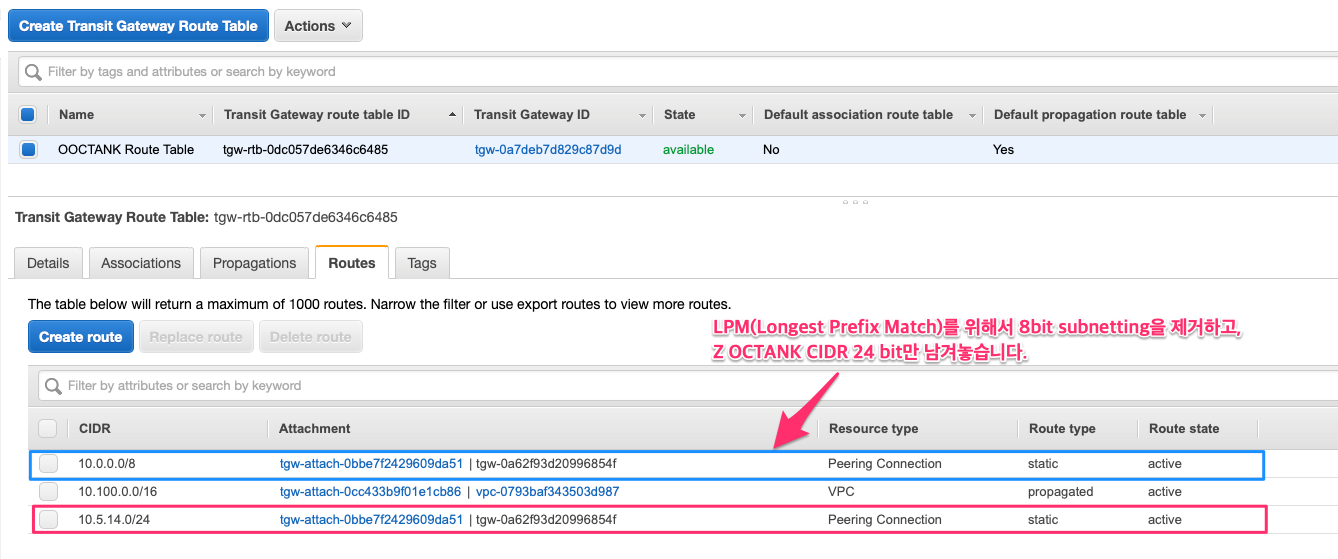 Create Transit Gateway Route Table Actions
Filter by tags and attributes or search by keyword
Name Transit Gateway route table ID Transit Gateway ID State Default association route table Default propagation route table
OOCTANK Route Table tgw-rtb-0dc057de6346c6485 tgw-0a7deb7d829c87d9d available No Yes
Transit Gateway Route Table: tgw-rtb-0dc057de6346c6485
Details Associations Propagations Routes Tags
The table below will return a maximum of 1000 routes. Narrow the filter or use export routes to view more routes.
Create route Replace route Delete route
LPM(Longest Prefix Match)를 위해서 8bit subnetting을 제거하고,
Z OCTANK CIDR 24 bit만 남겨놓습니다.
Filter by attributes or search by keyword
CIDR Attachment Resource type Route type Route state
10.0.0.0/8 tgw-attach-0bbe7f2429609da51 | tgw-0a62f93d20996854f Peering Connection static active
10.100.0.0/16 tgw-attach-0cc433b9f01e1cb86 | vpc-0793baf343503d987 VPC propagated active
10.5.14.0/24 tgw-attach-0bbe7f2429609da51 | tgw-0a62f93d20996854f Peering Connection static active